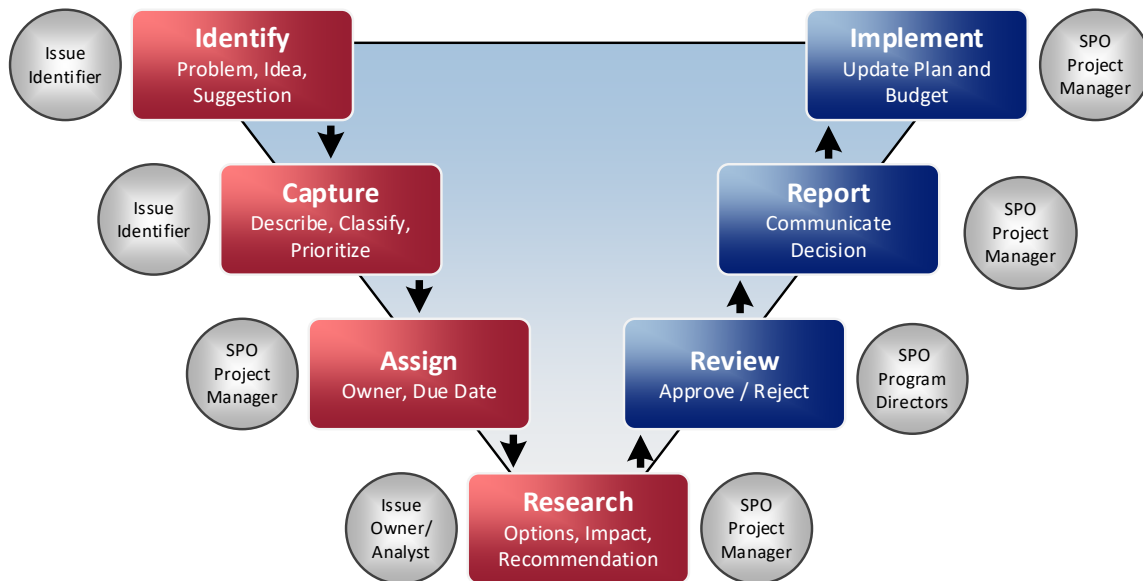 Issue
Identifier
Identify
Problem, Idea,
Suggestion
Implement
Update Plan and
Budget
SPO
Project
Manager
Issue
Identifier
Capture
Describe, Classify,
Prioritize
Report
Communicate
Decision
SPO
Project
Manager
SPO
Project
Manager
Assign
Owner, Due Date
Review
Approve / Reject
SPO
Program
Directors
Issue
Owner/
Analyst
Research
Options, Impact,
Recommendation
SPO
Project
Manager